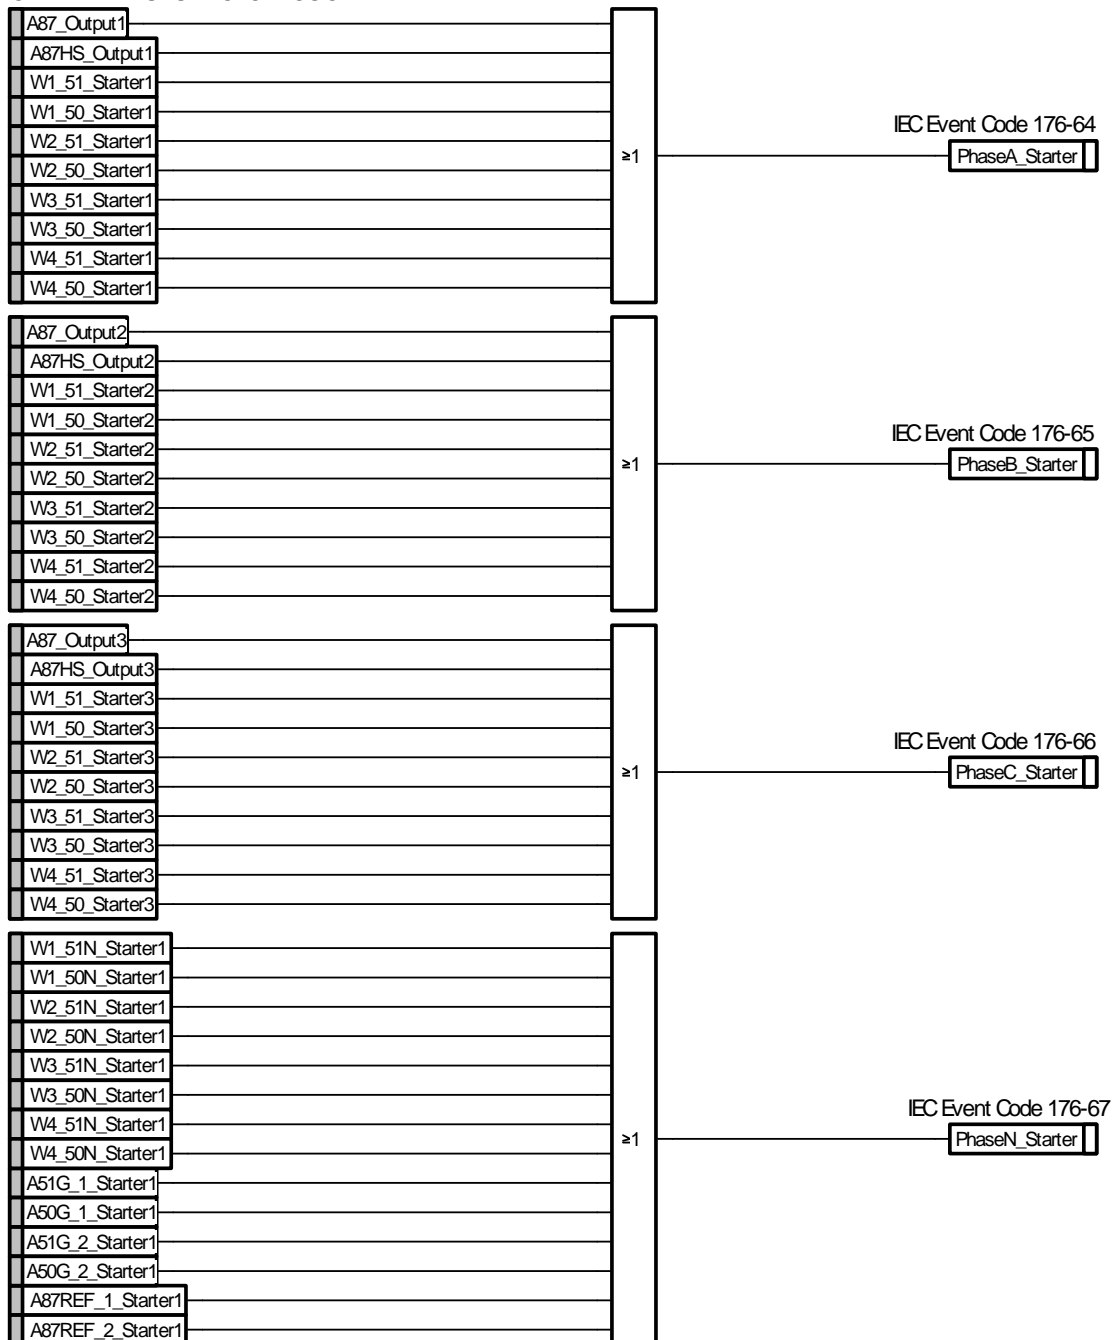 A87_Output1
A87HS_Output1
W1_51_Starter1
W1_50_Starter1
W2_51_Starter1
W2_50_Starter1
W3_51_Starter1
W3_50_Starter1
W4_51_Starter1
W4_50_Starter1
≥1
IEC Event Code 176-64
PhaseA_Starter
A87_Output2
A87HS_Output2
W1_51_Starter2
W1_50_Starter2
W2_51_Starter2
W2_50_Starter2
W3_51_Starter2
W3_50_Starter2
W4_51_Starter2
W4_50_Starter2
≥1
IEC Event Code 176-65
PhaseB_Starter
A87_Output3
A87HS_Output3
W1_51_Starter3
W1_50_Starter3
W2_51_Starter3
W2_50_Starter3
W3_51_Starter3
W3_50_Starter3
W4_51_Starter3
W4_50_Starter3
≥1
IEC Event Code 176-66
PhaseC_Starter
W1_51N_Starter1
W1_50N_Starter1
W2_51N_Starter1
W2_50N_Starter1
W3_51N_Starter1
W3_50N_Starter1
W4_51N_Starter1
W4_50N_Starter1
A51G_1_Starter1
A50G_1_Starter1
A51G_2_Starter1
A50G_2_Starter1
A87REF_1_Starter1
A87REF_2_Starter1
≥1
IEC Event Code 176-67
PhaseN_Starter